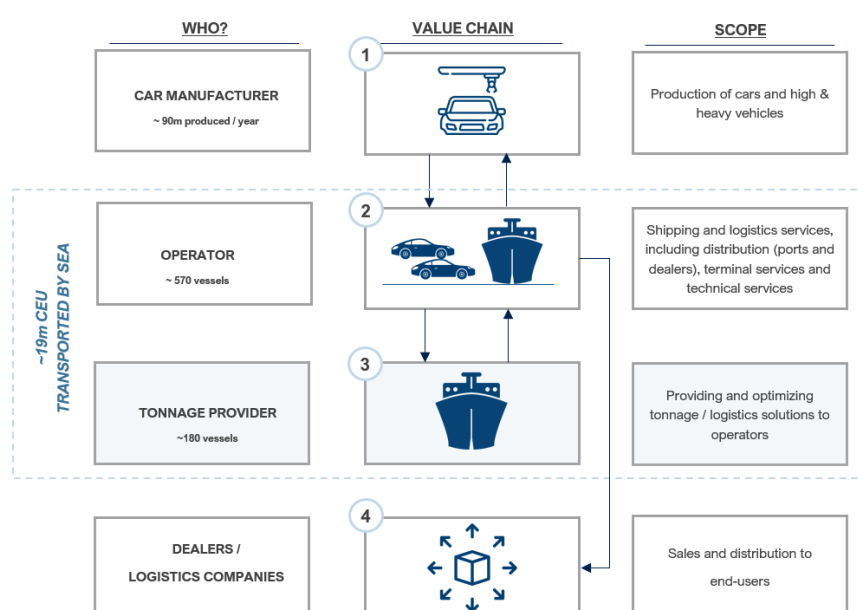 WHO?
VALUE CHAIN
SCOPE
1
CAR MANUFACTURER
~ 90m produced / year
Production of cars and high &
heavy vehicles
~19m CEU
TRANSPORTED BY SEA
2
OPERATOR
~ 570 vessels
Shipping and logistics services,
including distribution (ports and
dealers), terminal services and
technical services
3
TONNAGE PROVIDER
~180 vessels
Providing and optimizing
tonnage / logistics solutions to
operators
4
DEALERS /
LOGISTICS COMPANIES
Sales and distribution to
end-users